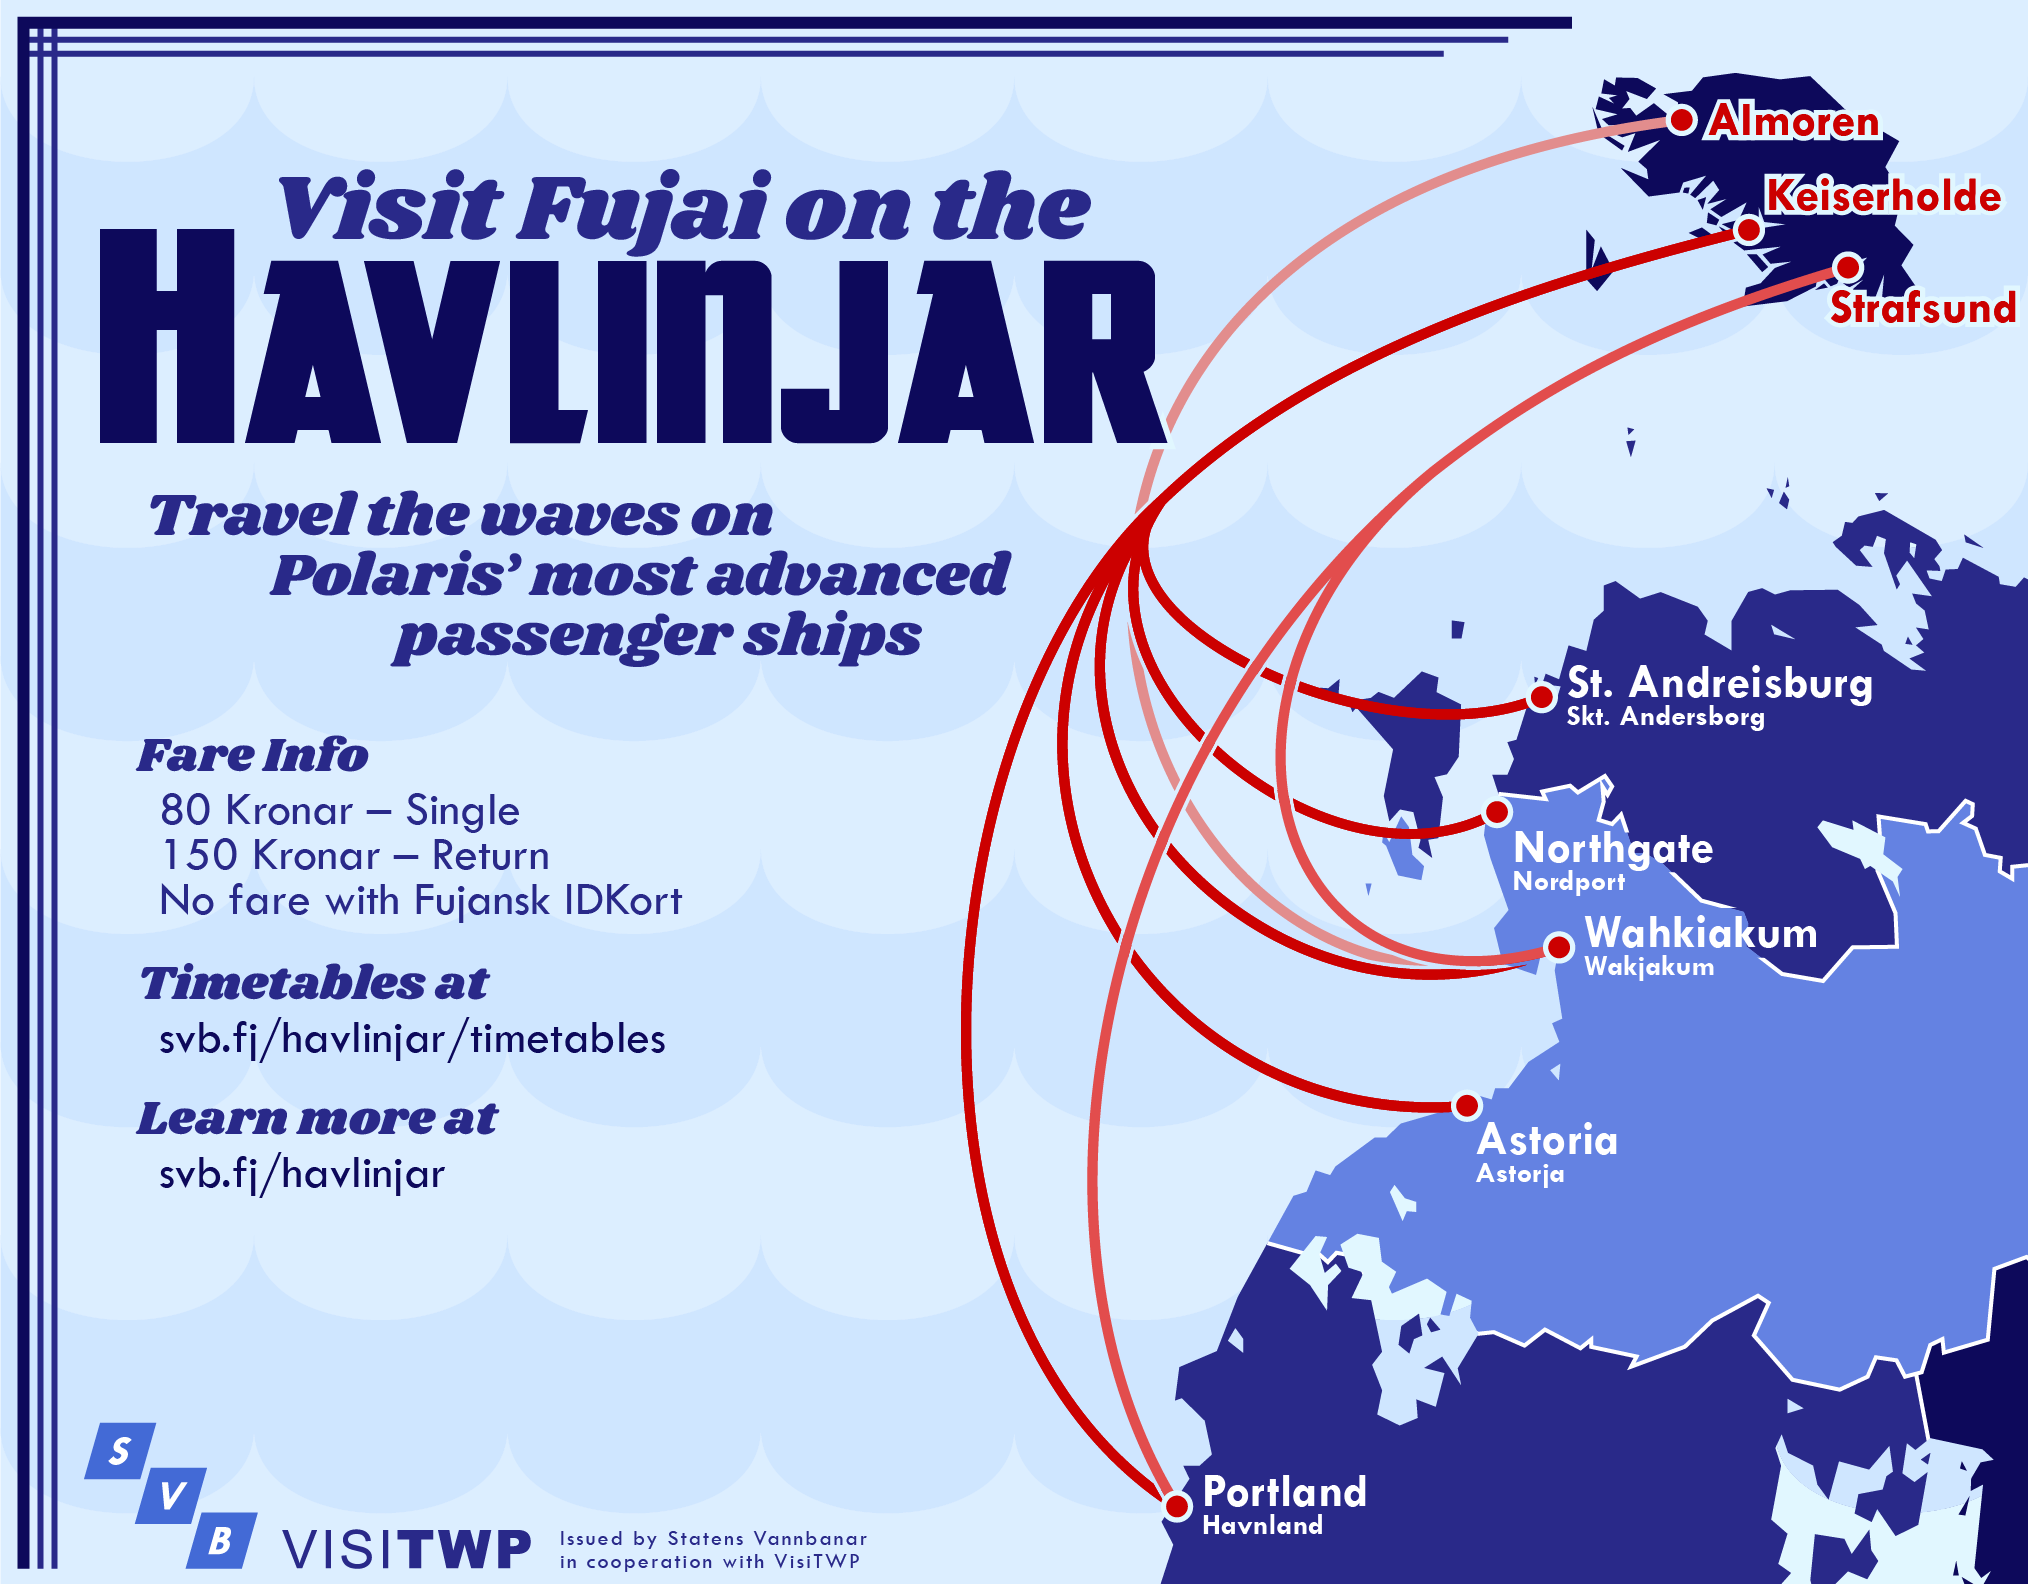 Visit Fujai on the
HAVLINJAR
Travel the waves on
Polaris’ most advanced
passenger ships
Fare Info
80 Kronar – Single
150 Kronar – Return
No fare with Fujansk IDKort
Timetables at
svb.fj/havlinjar/timetables
Learn more at
svb.fj/havlinjar
S
V
B
VISITWP
Issued by Statens Vannbanar
in cooperation with VisiTWP
Almoren
Keiserholde
Strafsund
St. Andreisburg
Skt. Andersborg
Northgate
Nordport
Wahkiakum
Wakjakum
Astoria
Astorja
Portland
Havnland